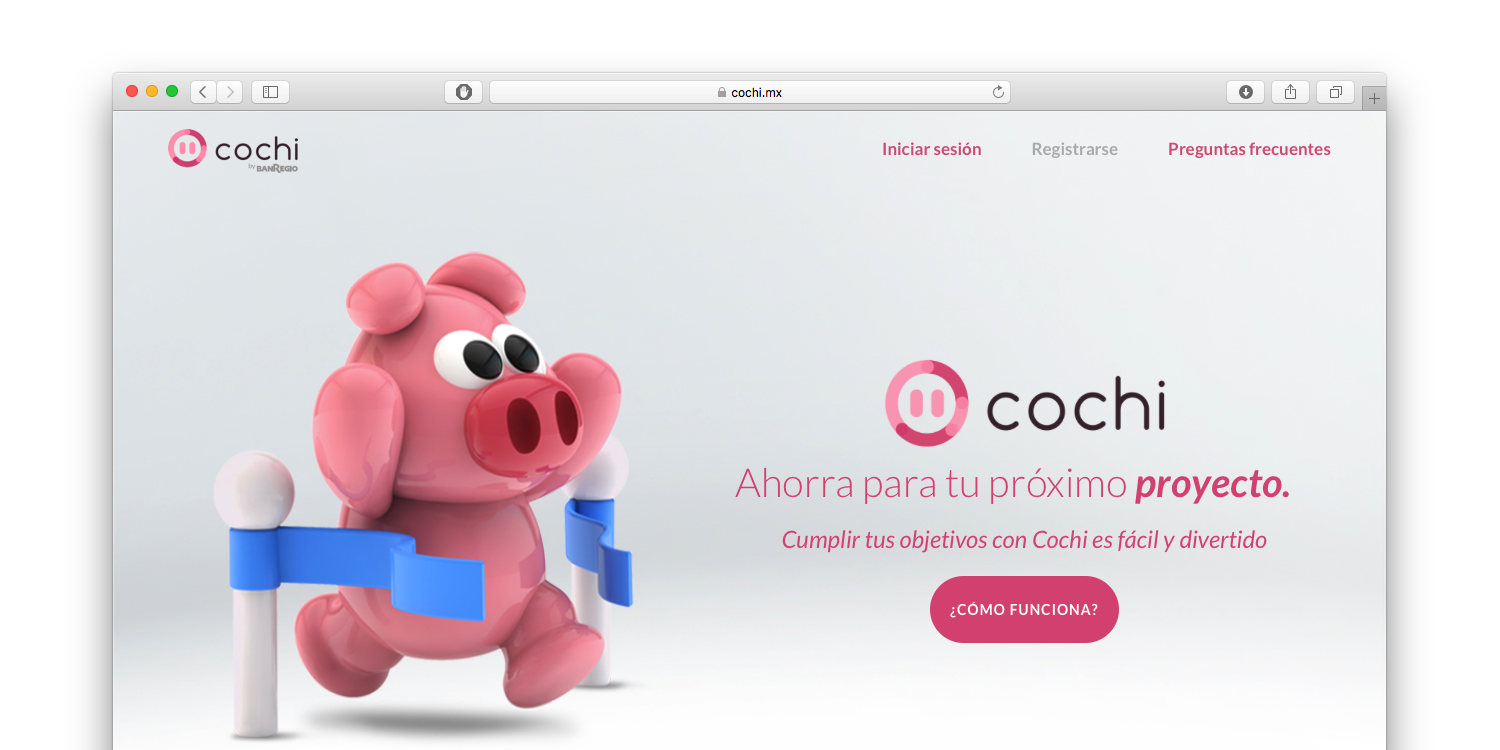 cochi.mx
cochi
by BANREGIO
Iniciar sesión
Registrarse
Preguntas frecuentes
cochi
Ahorra para tu próximo proyecto.
Cumplir tus objetivos con Cochi es fácil y divertido
¿CÓMO FUNCIONA?